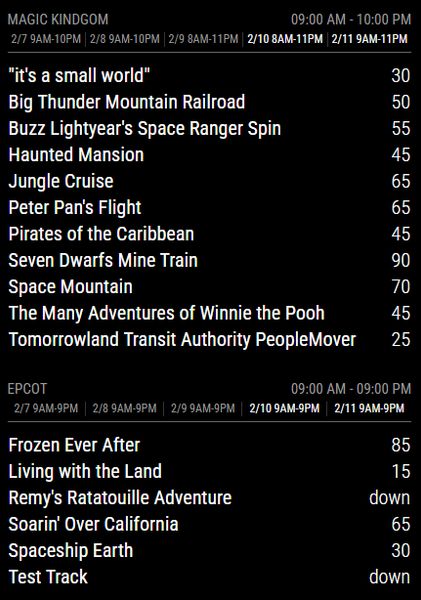 MAGIC KINDGOM 09:00 AM - 10:00 PM
2/7 9AM-10PM 2/8 9AM-10PM 2/9 8AM-11PM 2/10 8AM-11PM 2/11 9AM-11PM
"it's a small world" 30
Big Thunder Mountain Railroad 50
Buzz Lightyear's Space Ranger Spin 55
Haunted Mansion 45
Jungle Cruise 65
Peter Pan's Flight 65
Pirates of the Caribbean 45
Seven Dwarfs Mine Train 90
Space Mountain 70
The Many Adventures of Winnie the Pooh 45
Tomorrowland Transit Authority PeopleMover 25
EPCOT 09:00 AM - 09:00 PM
2/7 9AM-9PM 2/8 9AM-9PM 2/9 9AM-9PM 2/10 9AM-9PM 2/11 9AM-9PM
Frozen Ever After 85
Living with the Land 15
Remy's Ratatouille Adventure down
Soarin' Over California 65
Spaceship Earth 30
Test Track down